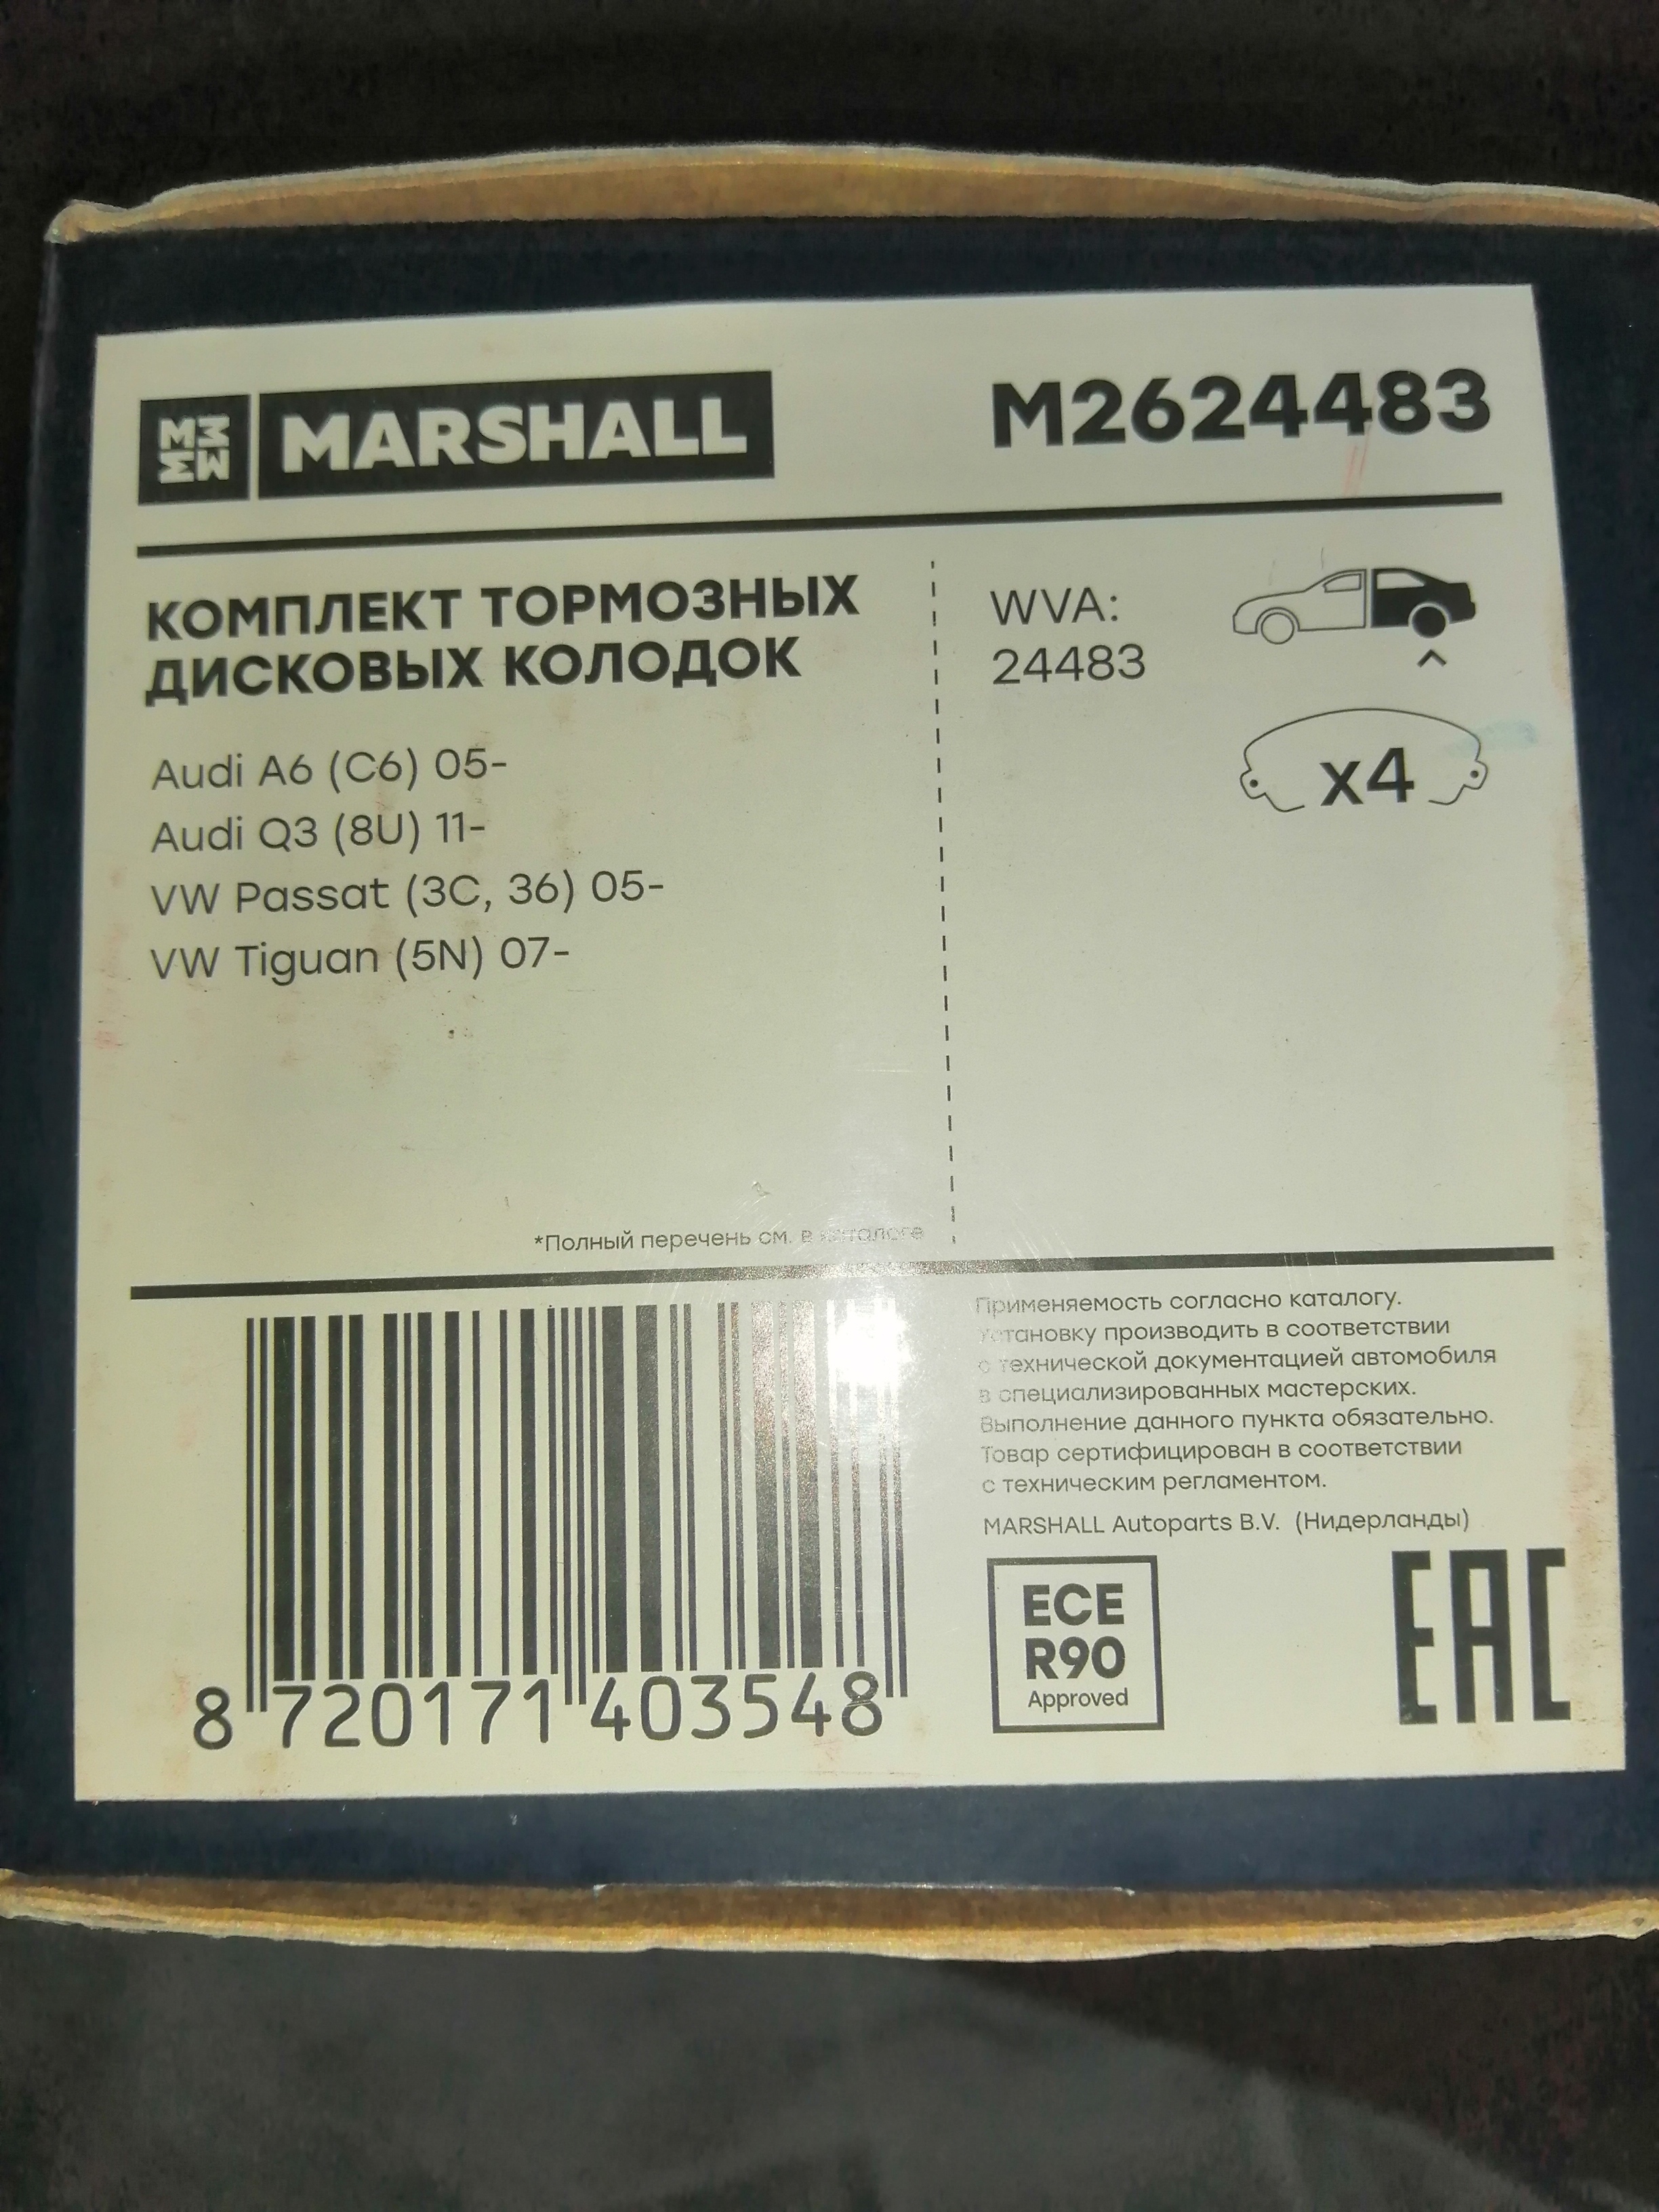 MARSHALL
M2624483
КОМПЛЕКТ ТОРМОЗНЫХ
ДИСКОВЫХ КОЛОДОК
Audi A6 (C6) 05-
Audi Q3 (8U) 11-
VW Passat (3C, 36) 05-
VW Tiguan (5N) 07-
WVA:
24483
x4
*Полный перечень см. в каталоге
8 720171 403548
Применяемость согласно каталогу.
Установку производить в соответствии
с технической документацией автомобиля
в специализированных мастерских.
Выполнение данного пункта обязательно.
Товар сертифицирован в соответствии
с техническим регламентом.
MARSHALL Autoparts B.V. (Нидерланды)
ECE
R90
Approved
EAC